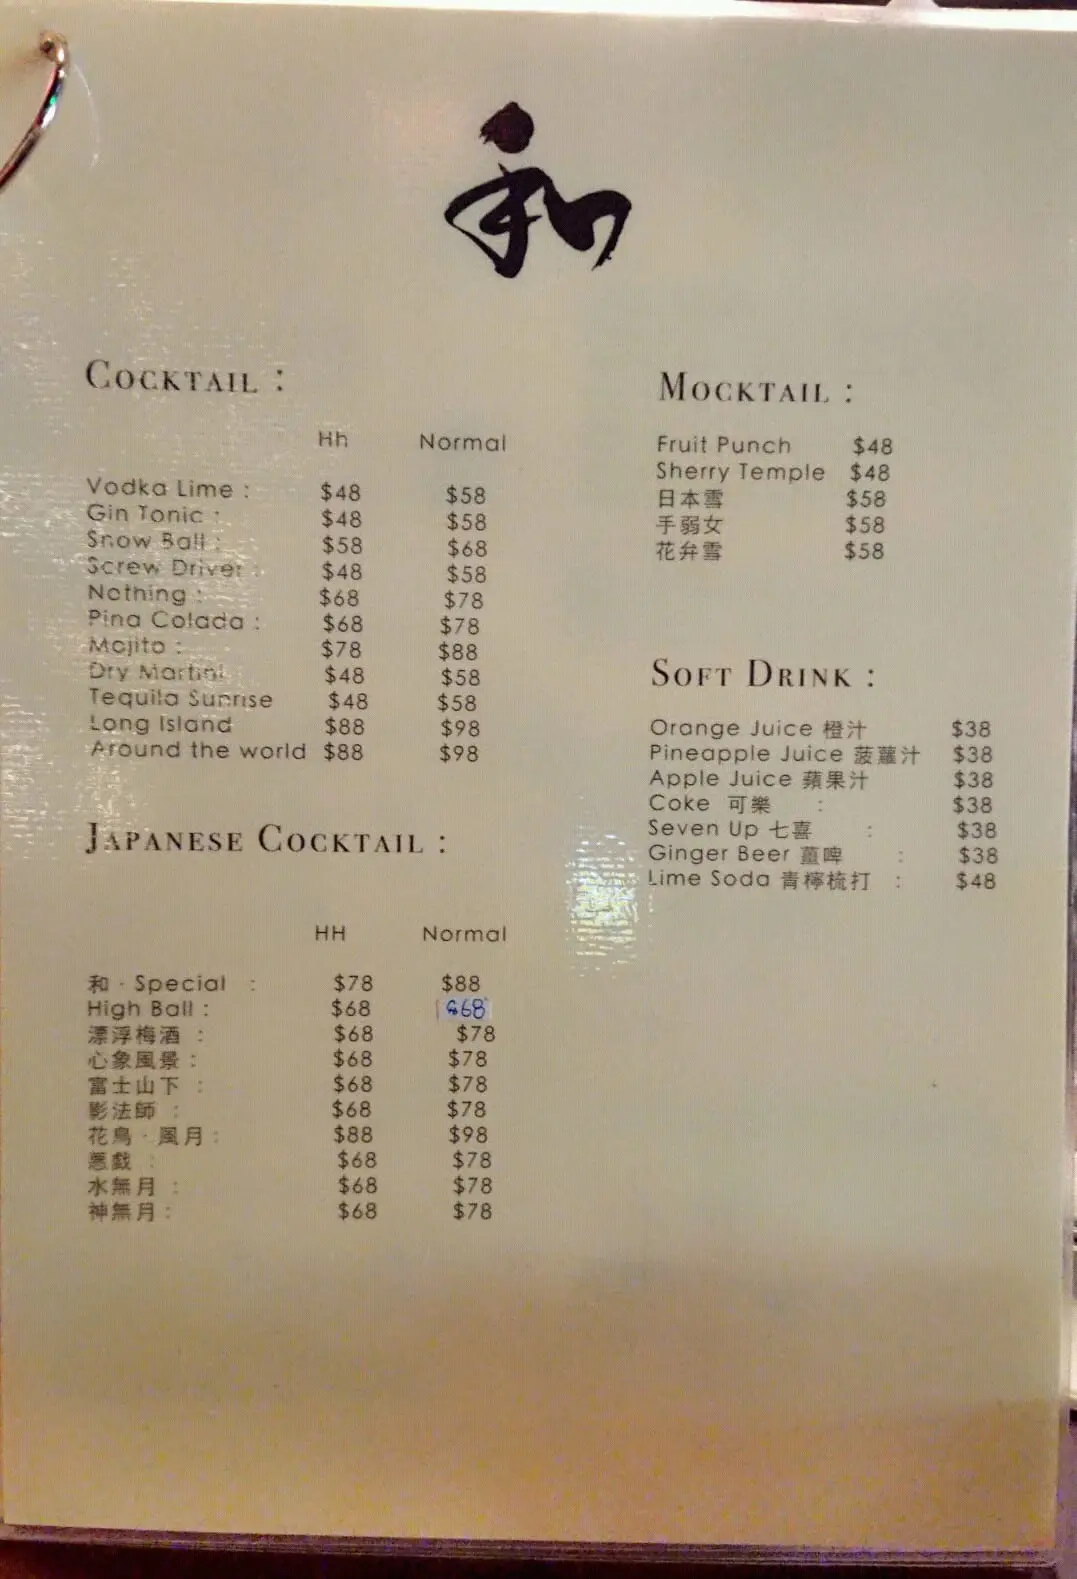 和
COCKTAIL :
Hh Normal
Vodka Lime : $48 $58
Gin Tonic : $48 $58
Snow Ball : $58 $68
Screw Driver : $48 $58
Nothing : $68 $78
Pina Colada : $68 $78
Mojito : $78 $88
Dry Martini $48 $58
Tequila Sunrise $48 $58
Long Island $88 $98
Around the world $88 $98
JAPANESE COCKTAIL :
HH Normal
和 · Special : $78 $88
High Ball : $68 $68
漂浮梅酒 : $68 $78
心象風景 : $68 $78
富士山下 : $68 $78
影法師 : $68 $78
花鳥 · 風月 : $88 $98
悪戯 : $68 $78
水無月 : $68 $78
神無月 : $68 $78
MOCKTAIL :
Fruit Punch $48
Sherry Temple $48
日本雪 $58
手弱女 $58
花弁雪 $58
SOFT DRINK :
Orange Juice 橙汁 $38
Pineapple Juice 菠蘿汁 $38
Apple Juice 蘋果汁 $38
Coke 可樂 : $38
Seven Up 七喜 : $38
Ginger Beer 薑啤 : $38
Lime Soda 青檸梳打 : $48